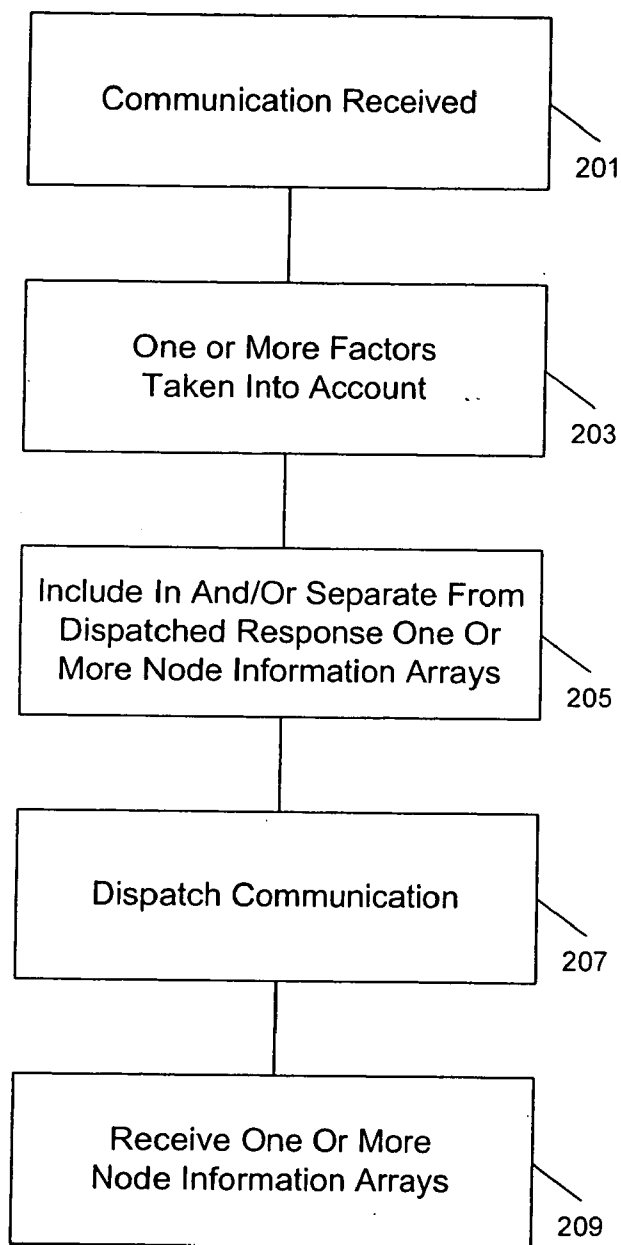 Communication Received
201
One or More Factors
Taken Into Account
203
Include In And/Or Separate From
Dispatched Response One Or
More Node Information Arrays
205
Dispatch Communication
207
Receive One Or More
Node Information Arrays
209